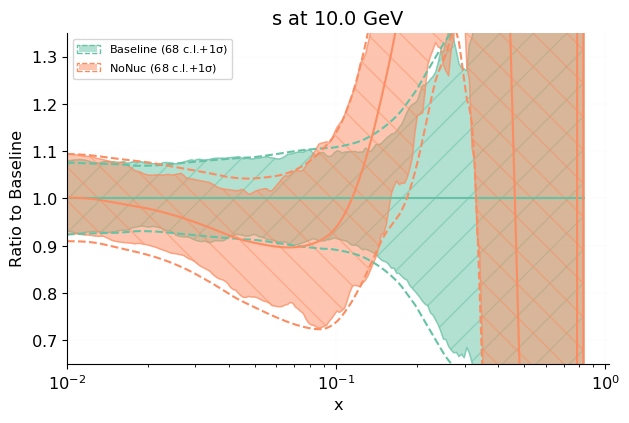 s at 10.0 GeV
Baseline (68 c.l.+1σ)
NoNuc (68 c.l.+1σ)
Ratio to Baseline
1.3
1.2
1.1
1.0
0.9
0.8
0.7
10⁻² 10⁻¹ 10⁰
x